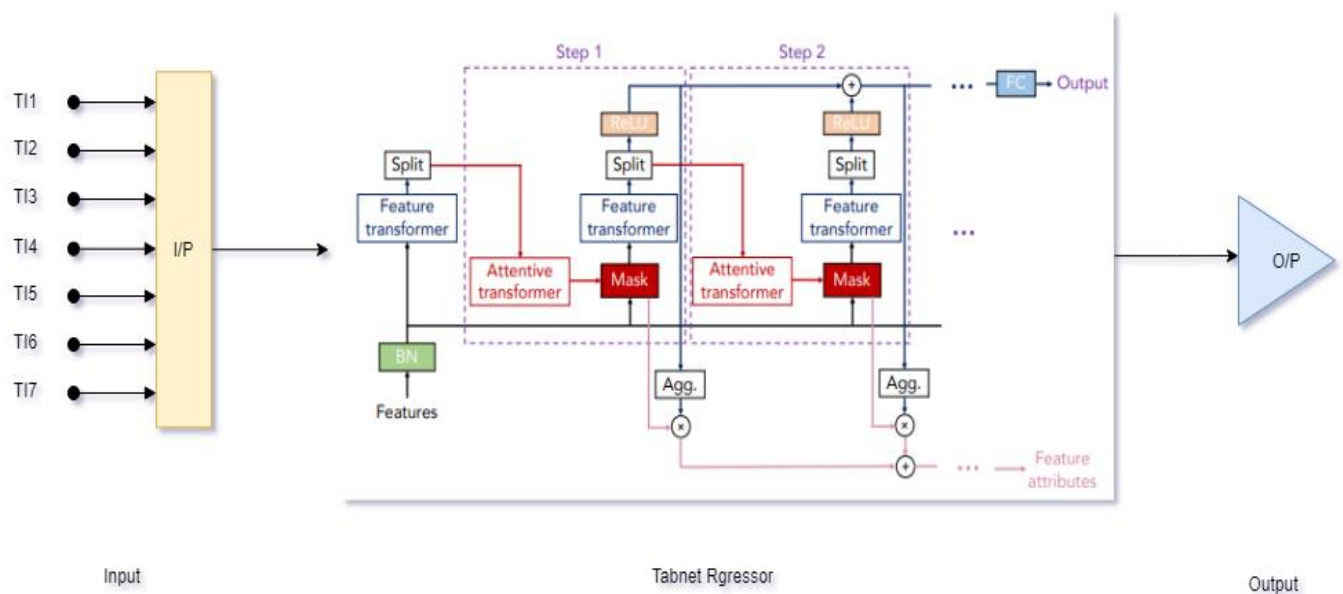 TI1
TI2
TI3
TI4
TI5
TI6
TI7
I/P
Step 1
Step 2
ReLU
ReLU
... FC Output
Split
Split
Split
Feature
transformer
Feature
transformer
Feature
transformer
...
Attentive
transformer
Mask
Attentive
transformer
Mask
BN
Features
Agg.
Agg.
... Feature
attributes
O/P
Input
Tabnet Rgressor
Output